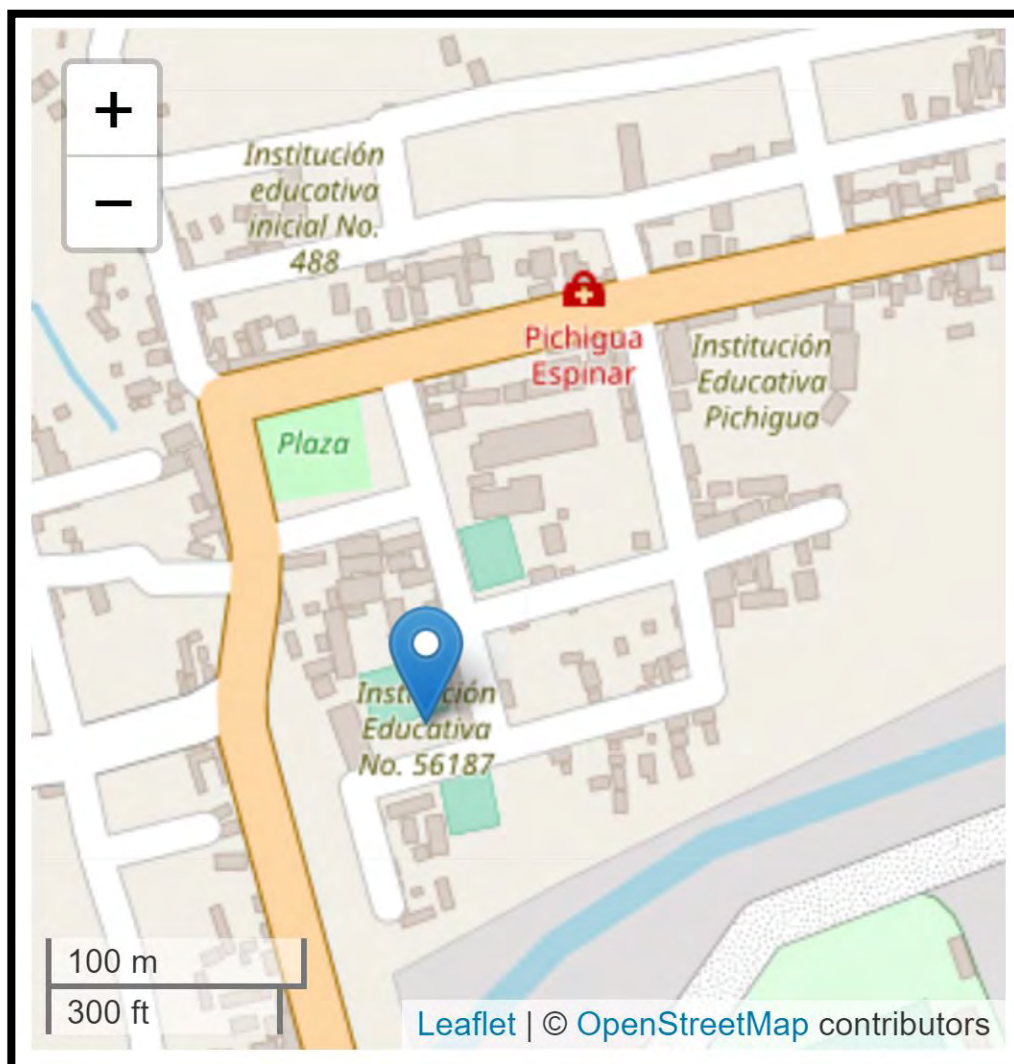 +
−
Institución
educativa
inicial No.
488
Pichigua
Espinar
Institución
Educativa
Pichigua
Plaza
Institución
Educativa
No. 56187
100 m
300 ft
Leaflet | © OpenStreetMap contributors